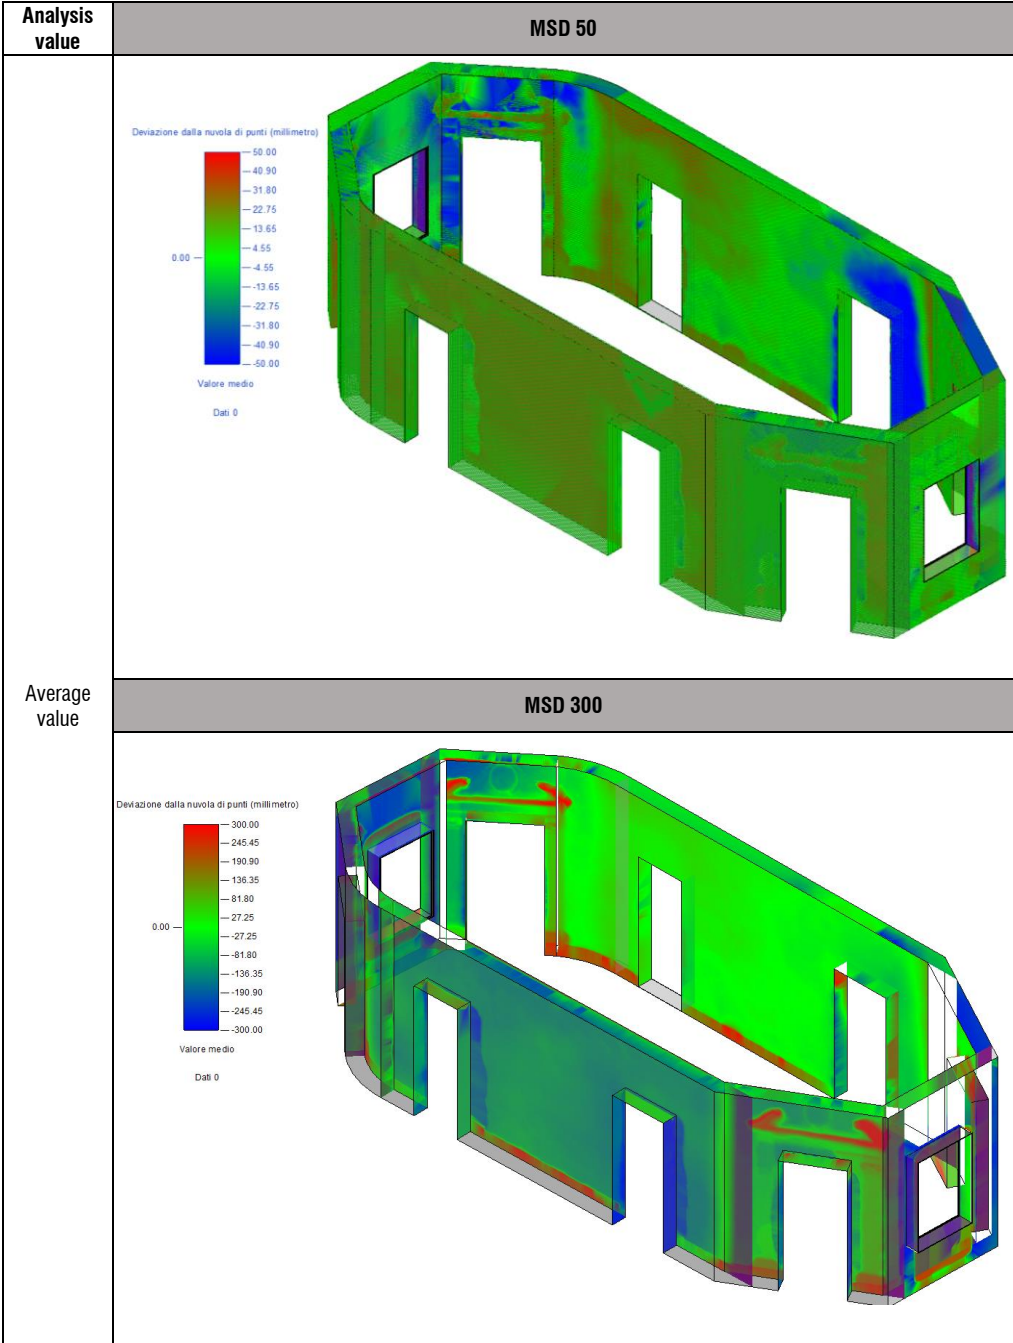 Analysis
value
MSD 50
Deviazione dalla nuvola di punti (millimetro)
50.00
40.90
31.80
22.75
13.65
4.55
0.00
-4.55
-13.65
-22.75
-31.80
-40.90
-50.00
Valore medio
Dati 0
Average
value
MSD 300
Deviazione dalla nuvola di punti (millimetro)
300.00
245.45
190.90
136.35
81.80
27.25
0.00
-27.25
-81.80
-136.35
-190.90
-245.45
-300.00
Valore medio
Dati 0